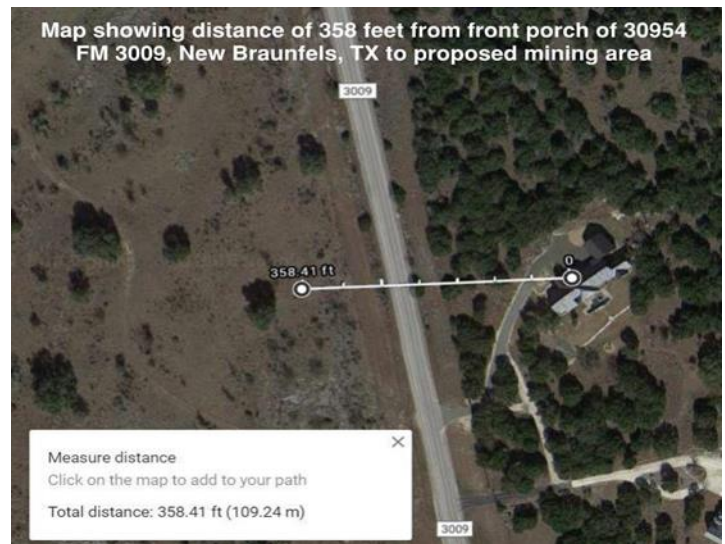 Map showing distance of 358 feet from front porch of 30954
FM 3009, New Braunfels, TX to proposed mining area
3009
0
358.41 ft
Measure distance
Click on the map to add to your path
Total distance: 358.41 ft (109.24 m)
3009